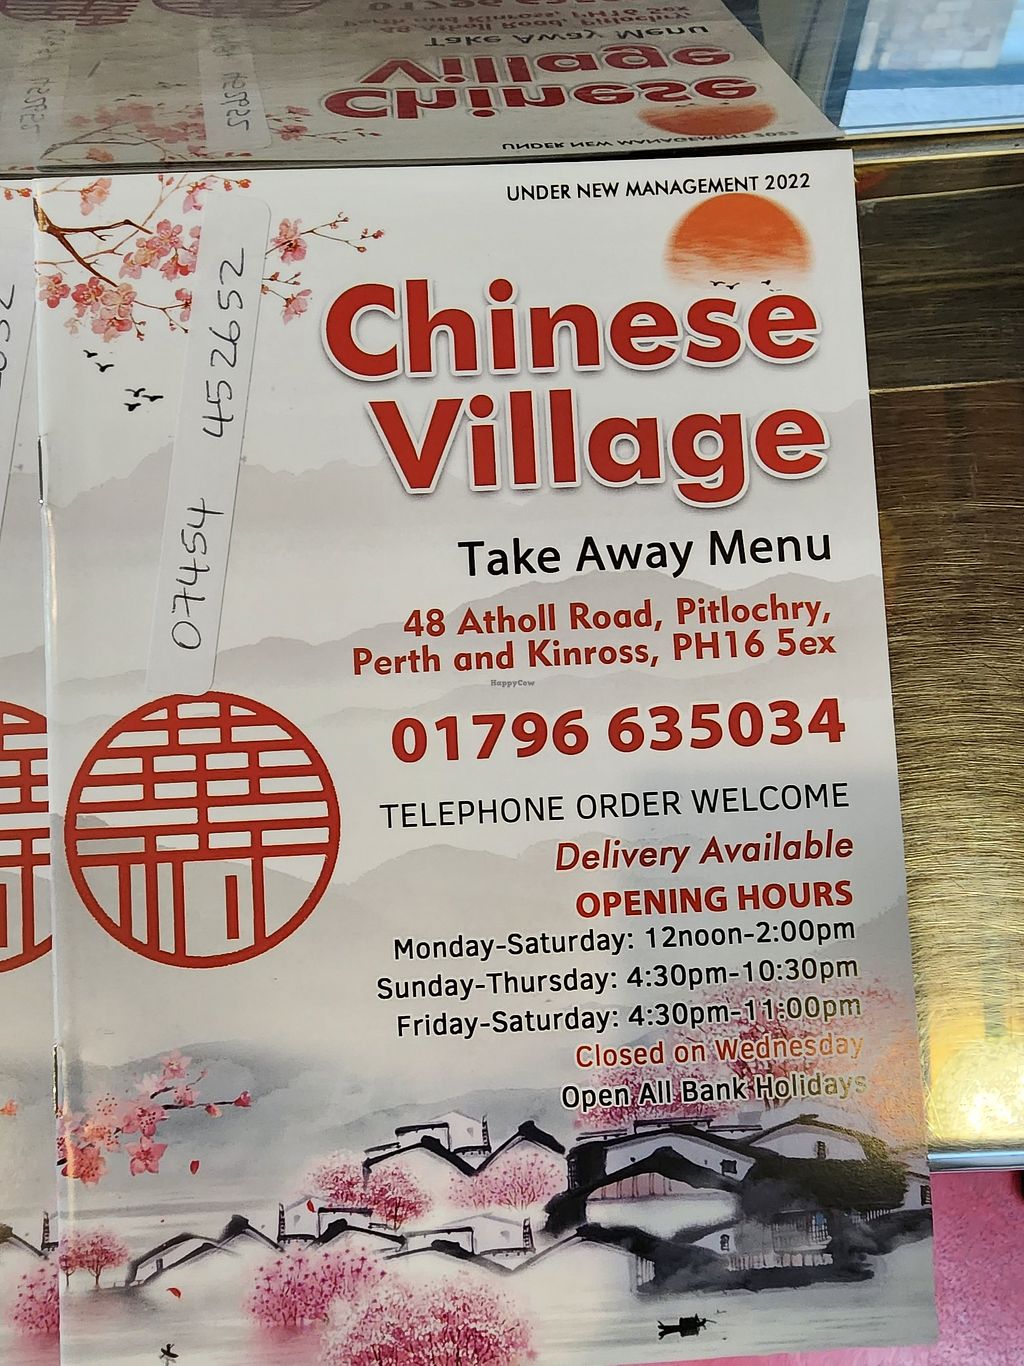 UNDER NEW MANAGEMENT 2022
Chinese
Village
Take Away Menu
48 Atholl Road, Pitlochry,
Perth and Kinross, PH16 5ex
HappyCow
01796 635034
TELEPHONE ORDER WELCOME
Delivery Available
OPENING HOURS
Monday-Saturday: 12noon-2:00pm
Sunday-Thursday: 4:30pm-10:30pm
Friday-Saturday: 4:30pm-11:00pm
Closed on Wednesday
Open All Bank Holidays
07454 452652